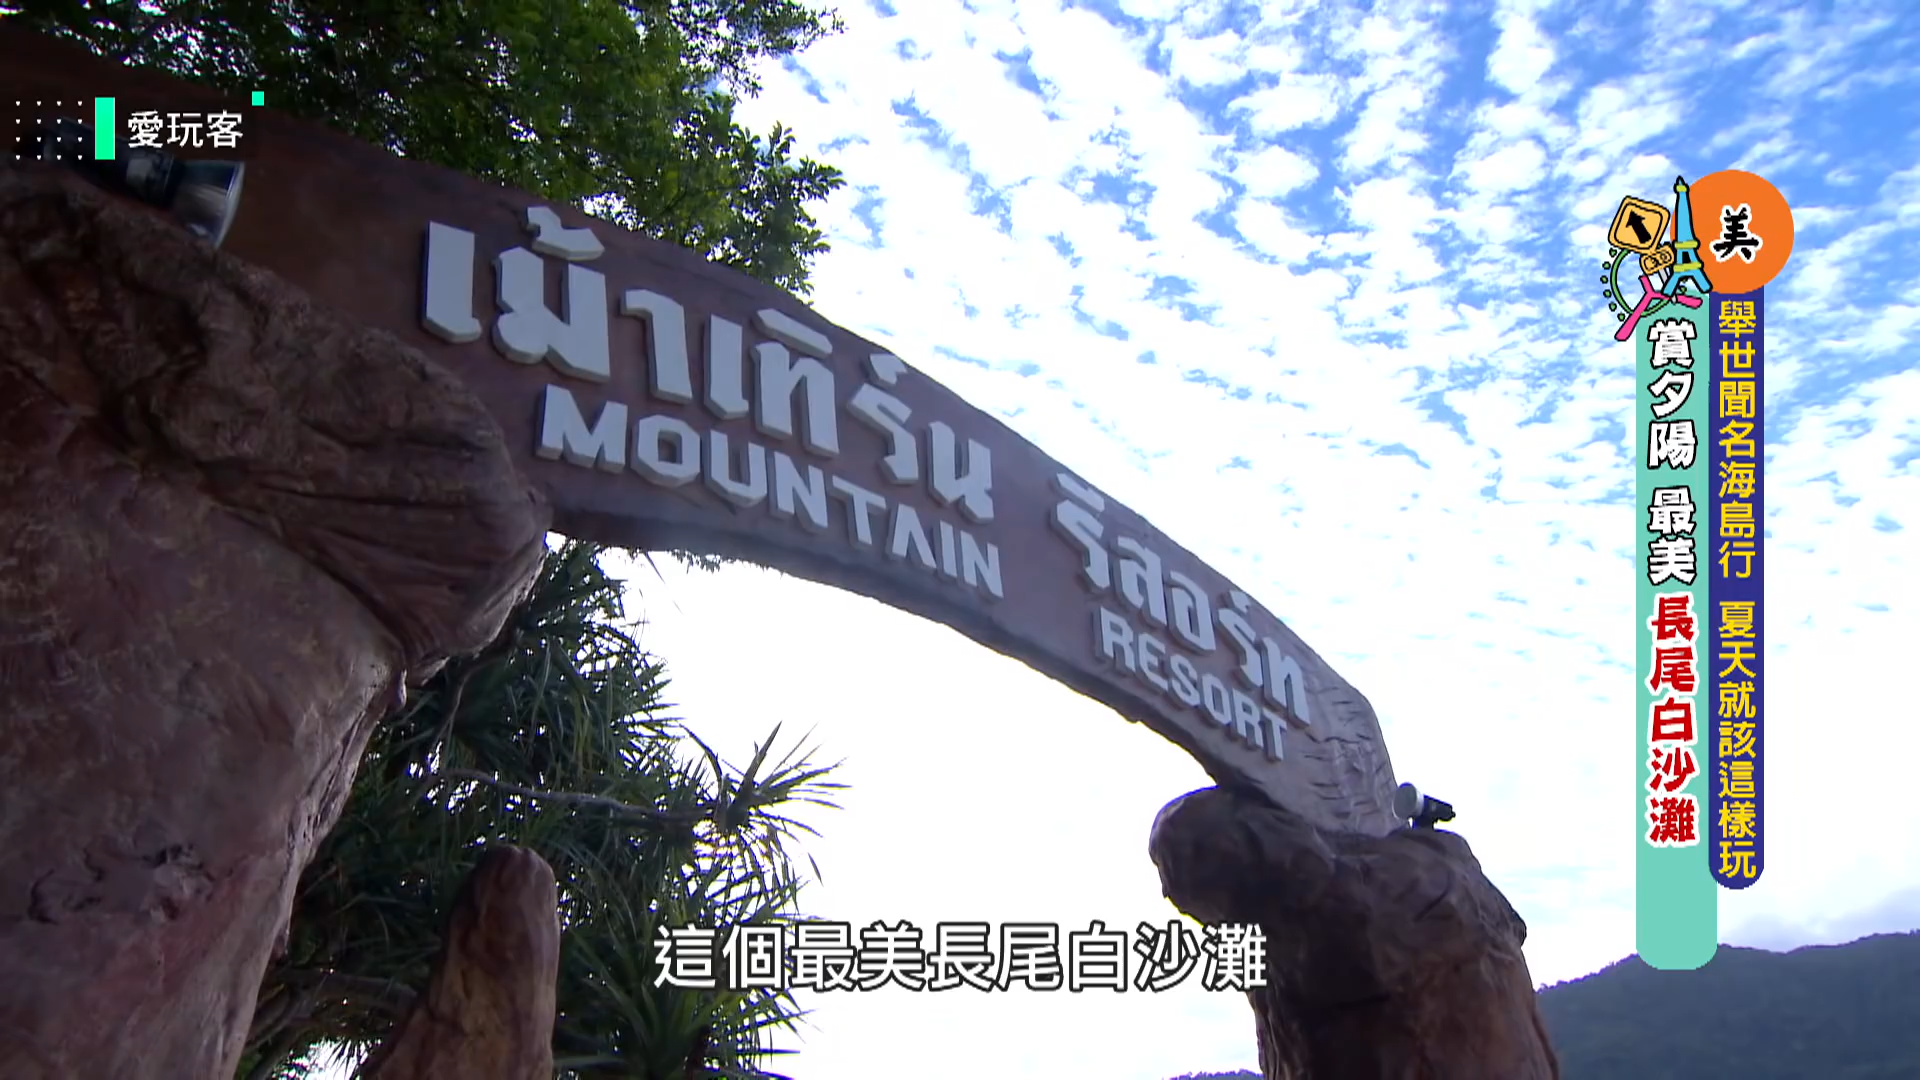 愛玩客
เม้าเทิร์น รีสอร์ท
MOUNTAIN RESORT
美
舉世聞名海島行 夏天就該這樣玩
賞夕陽 最美長尾白沙灘
這個最美長尾白沙灘